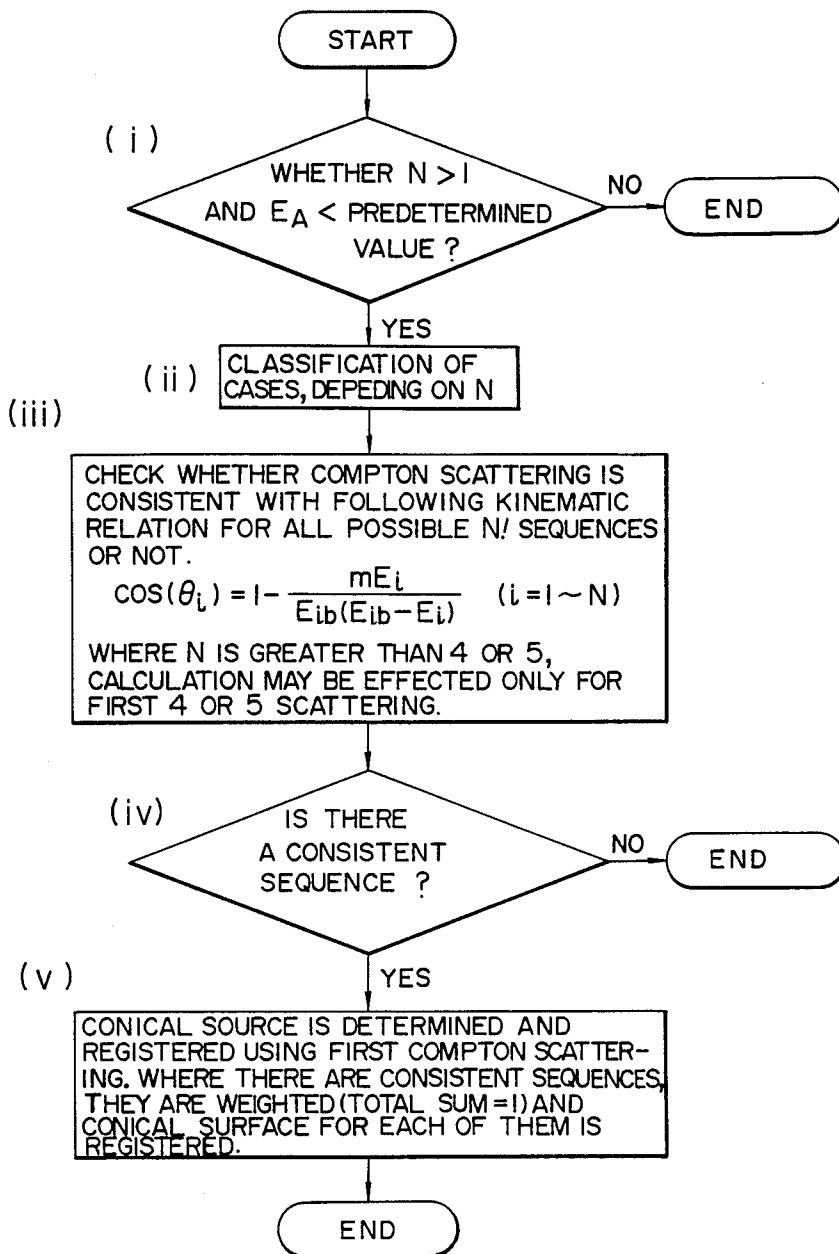 START
(i)
WHETHER N > 1
AND E_A < PREDETERMINED
VALUE ?
NO
END
YES
(ii)
CLASSIFICATION OF
CASES, DEPEDING ON N
(iii)
CHECK WHETHER COMPTON SCATTERING IS
CONSISTENT WITH FOLLOWING KINEMATIC
RELATION FOR ALL POSSIBLE N! SEQUENCES
OR NOT.
COS(θ_i) = 1 - mE_i / E_ib(E_ib - E_i) (i = 1 ~ N)
WHERE N IS GREATER THAN 4 OR 5,
CALCULATION MAY BE EFFECTED ONLY FOR
FIRST 4 OR 5 SCATTERING.
(iv)
IS THERE
A CONSISTENT
SEQUENCE ?
NO
END
YES
(v)
CONICAL SOURCE IS DETERMINED AND
REGISTERED USING FIRST COMPTON SCATTER-
ING. WHERE THERE ARE CONSISTENT SEQUENCES,
THEY ARE WEIGHTED (TOTAL SUM = 1) AND
CONICAL SURFACE FOR EACH OF THEM IS
REGISTERED.
END